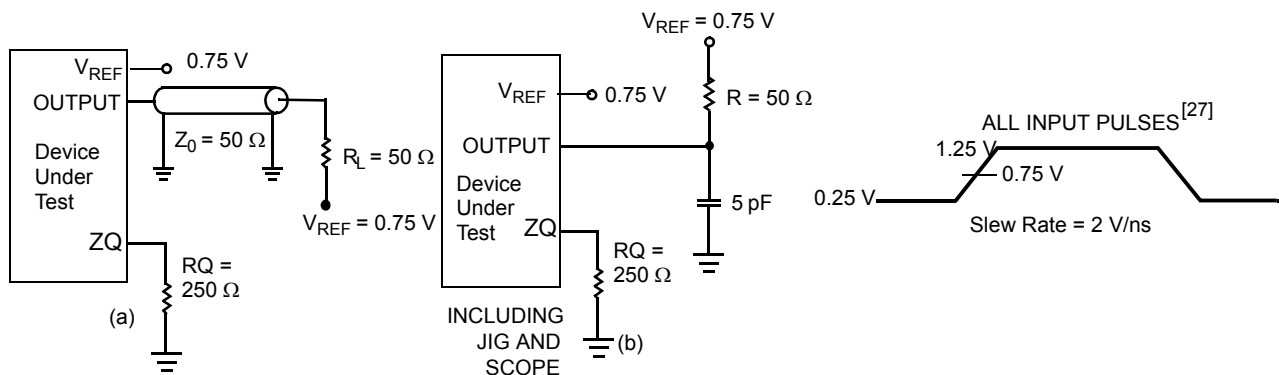 V_REF 0.75 V
OUTPUT
Z₀ = 50 Ω
Device
Under
Test
R_L = 50 Ω
V_REF = 0.75 V
ZQ
RQ =
250 Ω
(a)
V_REF = 0.75 V
V_REF 0.75 V
R = 50 Ω
OUTPUT
Device
Under
Test
5 pF
ZQ
RQ =
250 Ω
INCLUDING
JIG AND
SCOPE
(b)
ALL INPUT PULSES[27]
1.25 V
0.75 V
0.25 V
Slew Rate = 2 V/ns